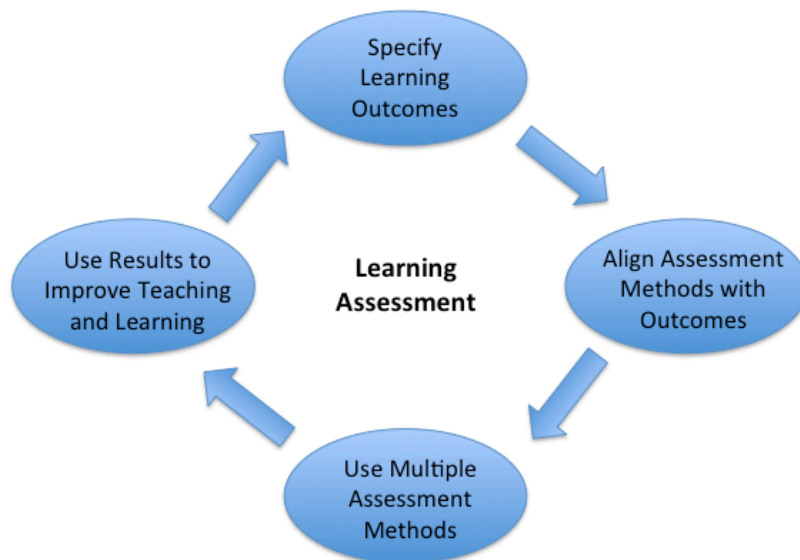 Specify
Learning
Outcomes
Align Assessment
Methods with
Outcomes
Use Multiple
Assessment
Methods
Use Results to
Improve Teaching
and Learning
Learning
Assessment